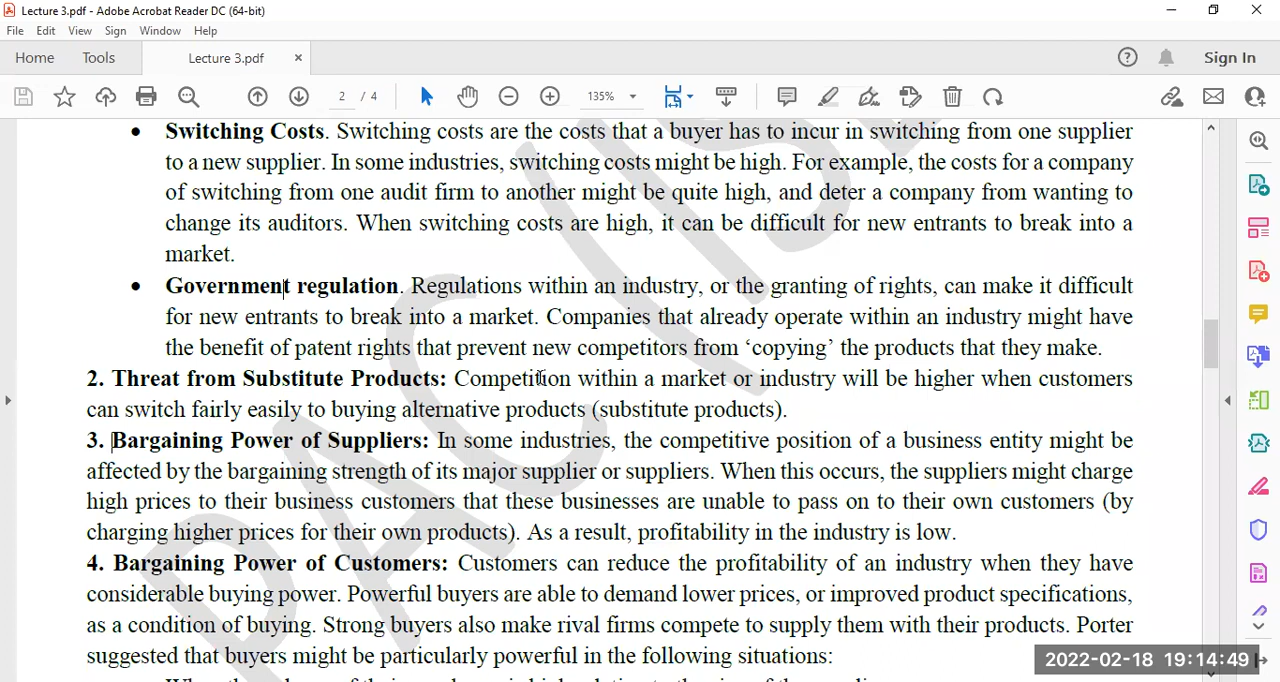 Lecture 3.pdf - Adobe Acrobat Reader DC (64-bit)
File Edit View Sign Window Help
Home Tools Lecture 3.pdf × Sign In
2 / 4 135%
• Switching Costs. Switching costs are the costs that a buyer has to incur in switching from one supplier
to a new supplier. In some industries, switching costs might be high. For example, the costs for a company
of switching from one audit firm to another might be quite high, and deter a company from wanting to
change its auditors. When switching costs are high, it can be difficult for new entrants to break into a
market.
• Government regulation. Regulations within an industry, or the granting of rights, can make it difficult
for new entrants to break into a market. Companies that already operate within an industry might have
the benefit of patent rights that prevent new competitors from ‘copying’ the products that they make.
2. Threat from Substitute Products: Competition within a market or industry will be higher when customers
can switch fairly easily to buying alternative products (substitute products).
3. Bargaining Power of Suppliers: In some industries, the competitive position of a business entity might be
affected by the bargaining strength of its major supplier or suppliers. When this occurs, the suppliers might charge
high prices to their business customers that these businesses are unable to pass on to their own customers (by
charging higher prices for their own products). As a result, profitability in the industry is low.
4. Bargaining Power of Customers: Customers can reduce the profitability of an industry when they have
considerable buying power. Powerful buyers are able to demand lower prices, or improved product specifications,
as a condition of buying. Strong buyers also make rival firms compete to supply them with their products. Porter
suggested that buyers might be particularly powerful in the following situations:
2022-02-18 19:14:49